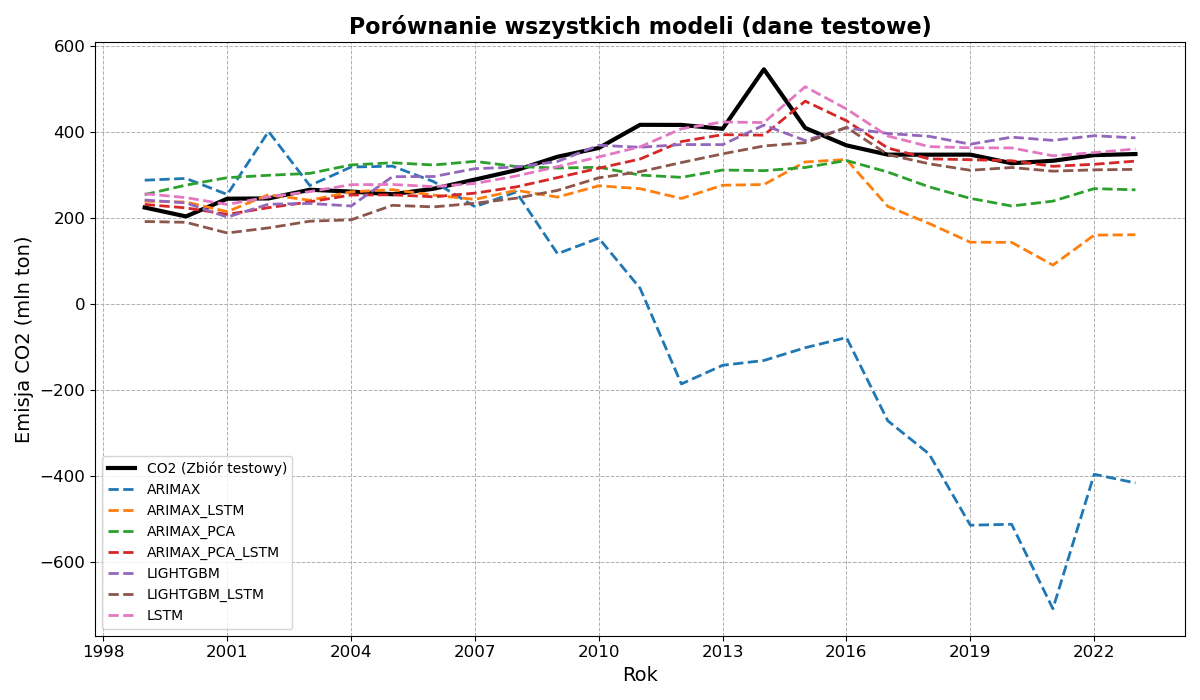 Porównanie wszystkich modeli (dane testowe)
Emisja CO2 (mln ton)
600
400
200
0
−200
−400
−600
CO2 (Zbiór testowy)
ARIMAX
ARIMAX_LSTM
ARIMAX_PCA
ARIMAX_PCA_LSTM
LIGHTGBM
LIGHTGBM_LSTM
LSTM
1998 2001 2004 2007 2010 2013 2016 2019 2022
Rok